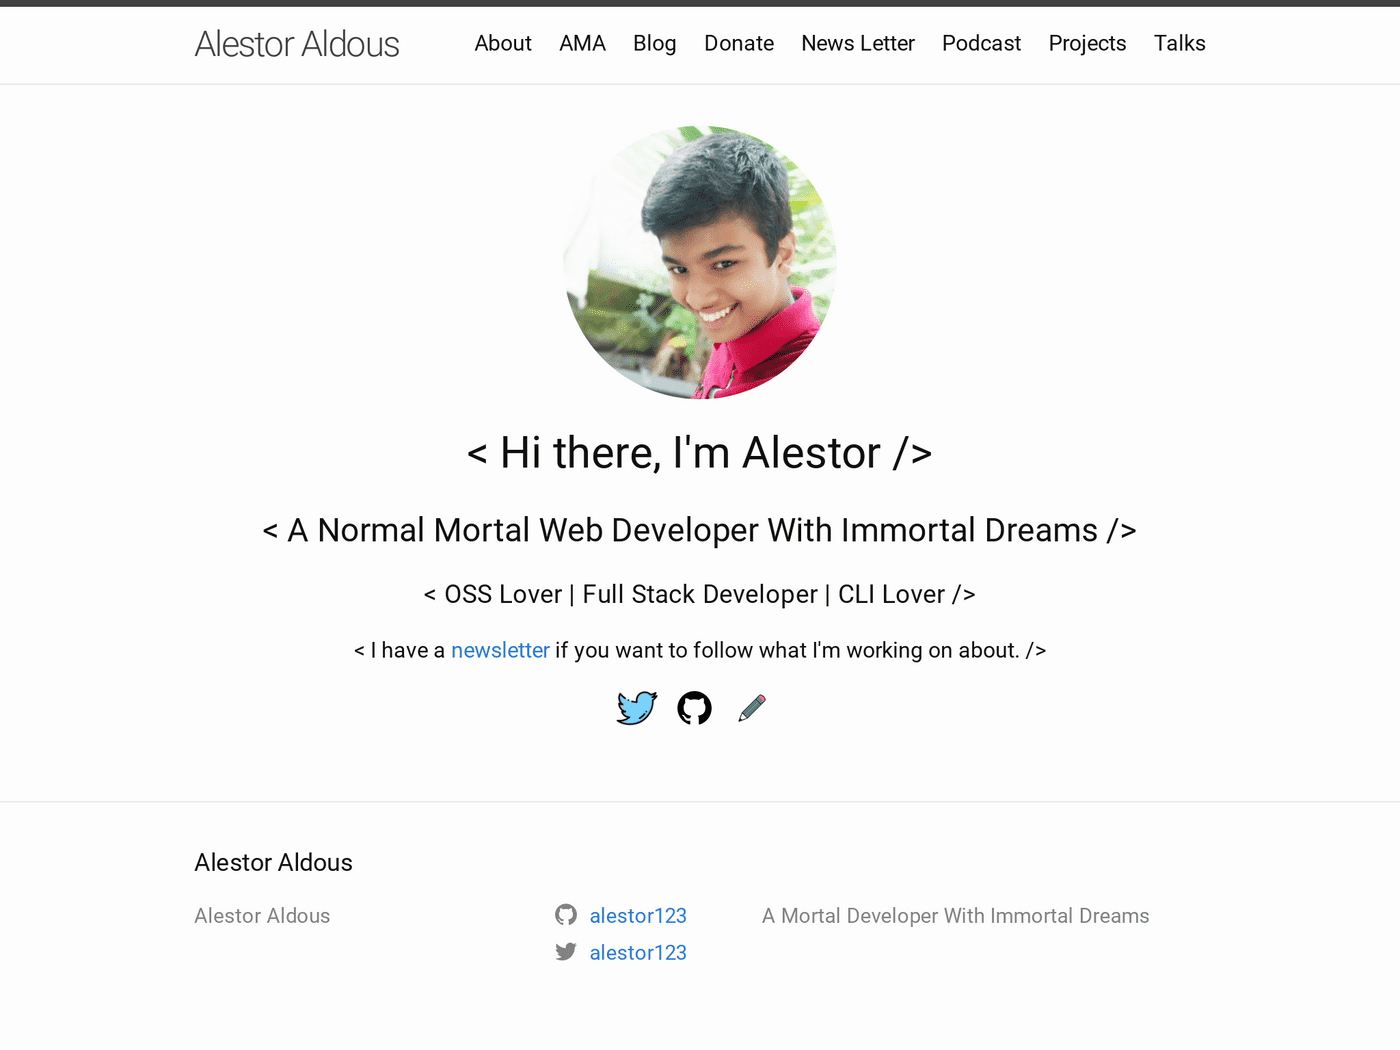 Alestor Aldous
About AMA Blog Donate News Letter Podcast Projects Talks
< Hi there, I'm Alestor />
< A Normal Mortal Web Developer With Immortal Dreams />
< OSS Lover | Full Stack Developer | CLI Lover />
< I have a newsletter if you want to follow what I'm working on about. />
Alestor Aldous
Alestor Aldous
alestor123
alestor123
A Mortal Developer With Immortal Dreams